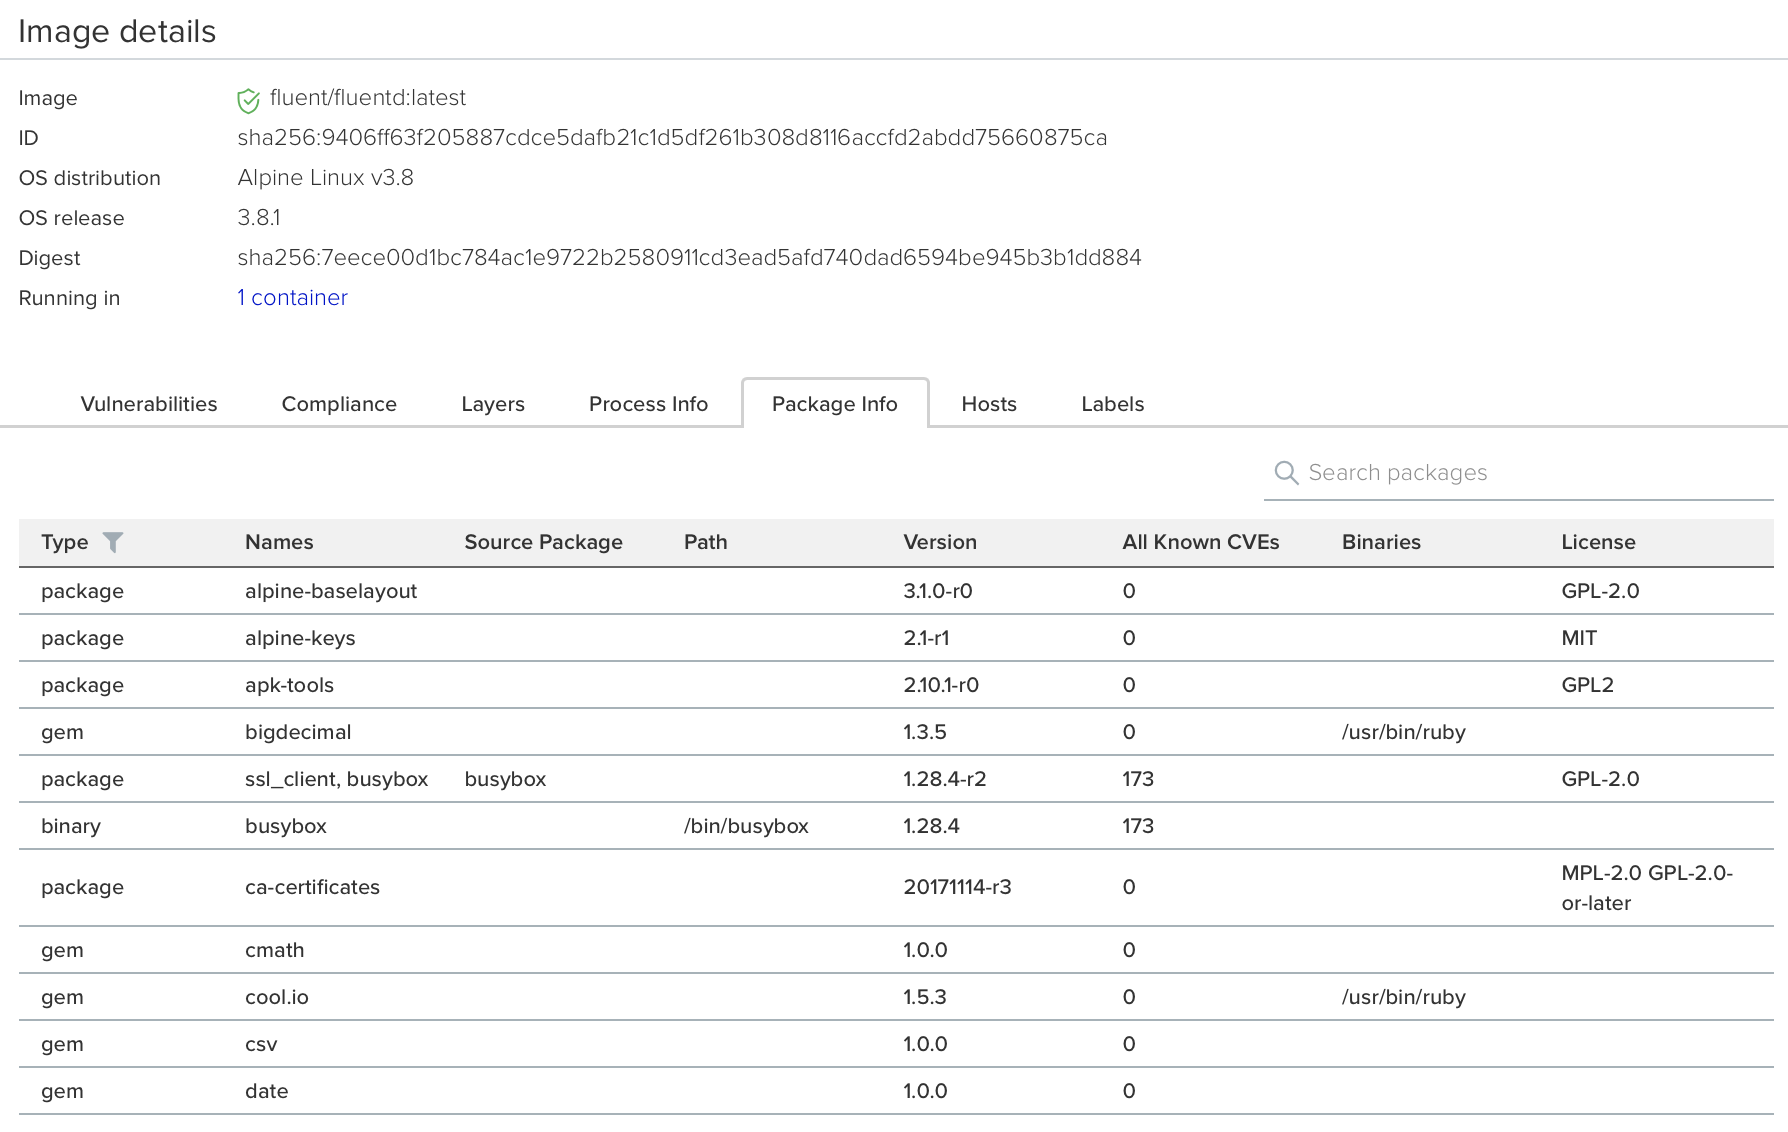 Image details
Image fluent/fluentd:latest
ID sha256:9406ff63f205887cdce5dafb21c1d5df261b308d8116accfd2abdd75660875ca
OS distribution Alpine Linux v3.8
OS release 3.8.1
Digest sha256:7eece00d1bc784ac1e9722b2580911cd3ead5afd740dad6594be945b3b1dd884
Running in 1 container
Vulnerabilities Compliance Layers Process Info Package Info Hosts Labels
Search packages
Type Names Source Package Path Version All Known CVEs Binaries License
package alpine-baselayout 3.1.0-r0 0 GPL-2.0
package alpine-keys 2.1-r1 0 MIT
package apk-tools 2.10.1-r0 0 GPL2
gem bigdecimal 1.3.5 0 /usr/bin/ruby
package ssl_client, busybox busybox 1.28.4-r2 173 GPL-2.0
binary busybox /bin/busybox 1.28.4 173
package ca-certificates 20171114-r3 0 MPL-2.0 GPL-2.0-
or-later
gem cmath 1.0.0 0
gem cool.io 1.5.3 0 /usr/bin/ruby
gem csv 1.0.0 0
gem date 1.0.0 0